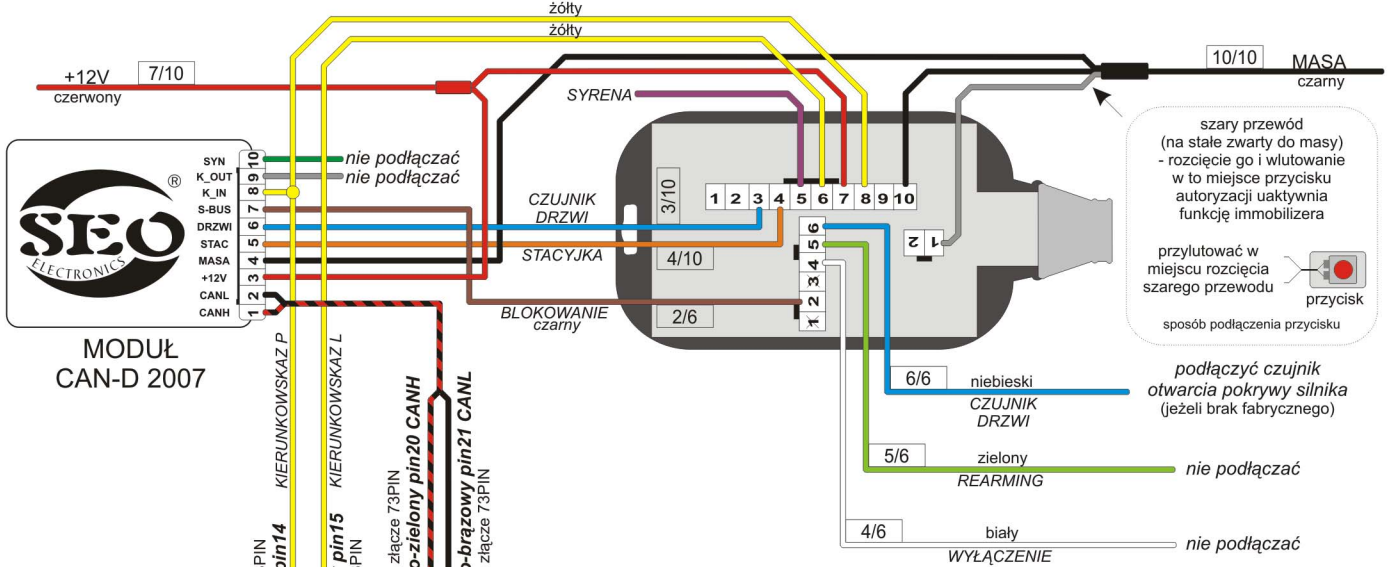 żółty
żółty
+12V
7/10
czerwony
10/10
MASA
czarny
SYRENA
szary przewód
(na stałe zwarty do masy)
- rozcięcie go i wlutowanie
w to miejsce przycisku
autoryzacji uaktywnia
funkcję immobilizera
przylutować w
miejscu rozcięcia
szarego przewodu
przycisk
sposób podłączenia przycisku
SEO
®
ELECTRONICS
SYN 10
K_OUT 9
K_IN 8
S-BUS 7
DRZWI 6
STAC 5
MASA 4
+12V 3
CANL 2
CANH 1
nie podłączać
nie podłączać
MODUŁ
CAN-D 2007
CZUJNIK
DRZWI
STACYJKA
BLOKOWANIE
czarny
3/10
4/10
2/6
1 2 3 4 5 6 7 8 9 10
6
5
4
3
2
1
2 1
6/6
niebieski
CZUJNIK
DRZWI
podłączyć czujnik
otwarcia pokrywy silnika
(jeżeli brak fabrycznego)
5/6
zielony
REARMING
nie podłączać
4/6
biały
WYŁĄCZENIE
nie podłączać
KIERUNKOWSKAZ P
KIERUNKOWSKAZ L
pin14
PIN
pin15
PIN
złącze 73PIN
o-zielony pin20 CANH
o-brązowy pin21 CANL
złącze 73PIN